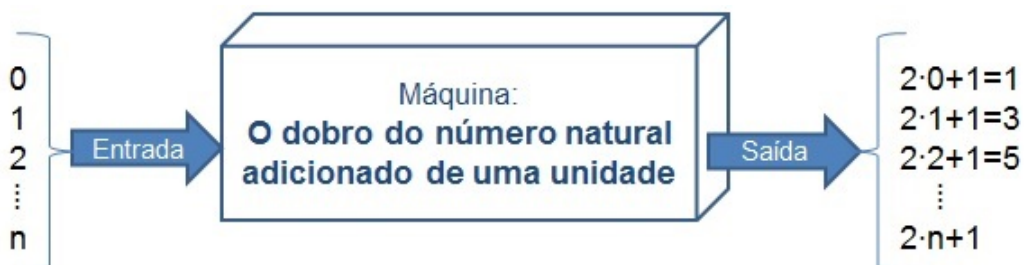 0
1
2
⋮
n
Entrada
Máquina:
O dobro do número natural
adicionado de uma unidade
Saída
2·0+1=1
2·1+1=3
2·2+1=5
⋮
2·n+1